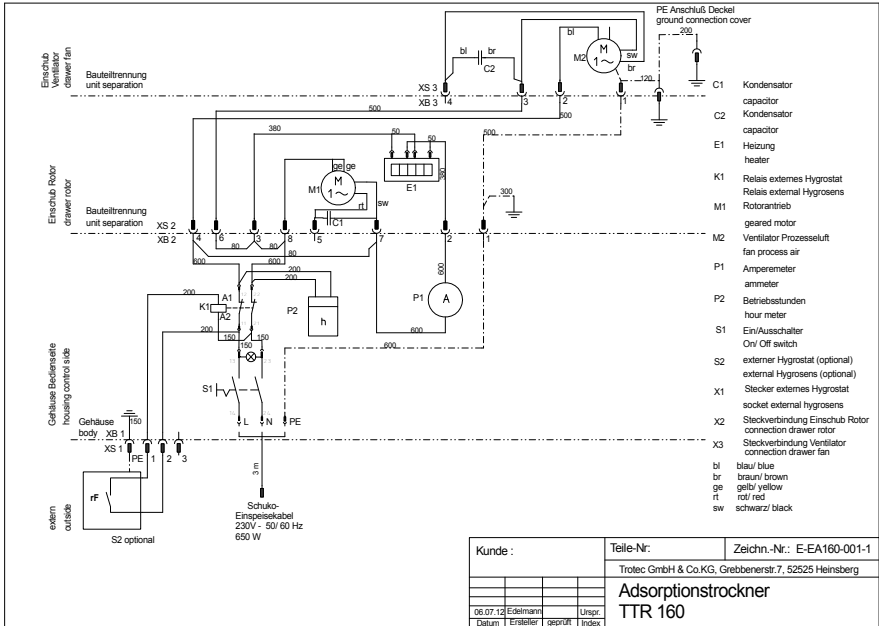 PE Anschluß Deckel
ground connection cover
Einschub
Ventilator
drawer fan
Bauteiltrennung
unit separation
bl
br
C2
bl
M2
M
1~
sw
br
200
120
XS 3
XB 3
4
3
2
1
500
500
500
380
50
50
380
E1
Einschub Rotor
drawer rotor
ge ge
M1
M
1~
rt
sw
C1
300
Bauteiltrennung
unit separation
XS 2
XB 2
4
6
3
8
5
7
2
1
80
80
80
600
600
600
200
200
200
K1
A1
A2
200
150
150
P2
h
P1
A
600
600
S1
L
N
PE
Gehäuse Bedienseite
housing control side
Gehäuse
body
XB 1
XS 1
150
PE
1
2
3
3 m
extern
outside
rF
S2 optional
Schuko-
Einspeisekabel
230V - 50/ 60 Hz
650 W
C1 Kondensator
capacitor
C2 Kondensator
capacitor
E1 Heizung
heater
K1 Relais externes Hygrostat
Relais external Hygrosens
M1 Rotorantrieb
geared motor
M2 Ventilator Prozesseluft
fan process air
P1 Amperemeter
ammeter
P2 Betriebsstunden
hour meter
S1 Ein/Ausschalter
On/ Off switch
S2 externer Hygrostat (optional)
external Hygrosens (optional)
X1 Stecker externes Hygrostat
socket external hygrosens
X2 Steckverbindung Einschub Rotor
connection drawer rotor
X3 Steckverbindung Ventilator
connection drawer fan
bl blau/ blue
br braun/ brown
ge gelb/ yellow
rt rot/ red
sw schwarz/ black
Kunde :
Teile-Nr:
Zeichn.-Nr.: E-EA160-001-1
Trotec GmbH & Co.KG, Grebbenerstr.7, 52525 Heinsberg
Adsorptionstrockner
TTR 160
06.07.12 Edelmann Urspr.
Datum Ersteller geprüft Index